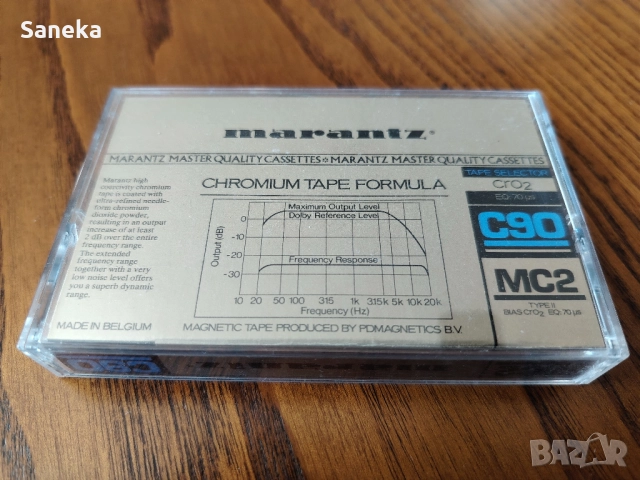 Saneka
marantz®
MARANTZ MASTER QUALITY CASSETTES * MARANTZ MASTER QUALITY CASSETTES
Marantz high
coercivity chromium
tape is coated with
ultra-refined needle-
form chromium
dioxide powder,
resulting in an output
increase of at least
2 dB over the entire
frequency range.
The extended
frequency range
together with a very
low noise level offers
you a superb dynamic
range.
MADE IN BELGIUM
CHROMIUM TAPE FORMULA
Output (dB)
0
-10
-20
-30
Maximum Output Level
Dolby Reference Level
Frequency Response
10 20 50 100 315 1k 3.15k 5k 10k 20k
Frequency (Hz)
MAGNETIC TAPE PRODUCED BY PDMAGNETICS B.V.
TAPE SELECTOR
CrO2
EQ: 70 µs
C90
MC2
TYPE II
BIAS: CrO2 EQ: 70 µs
C90
BAZAR